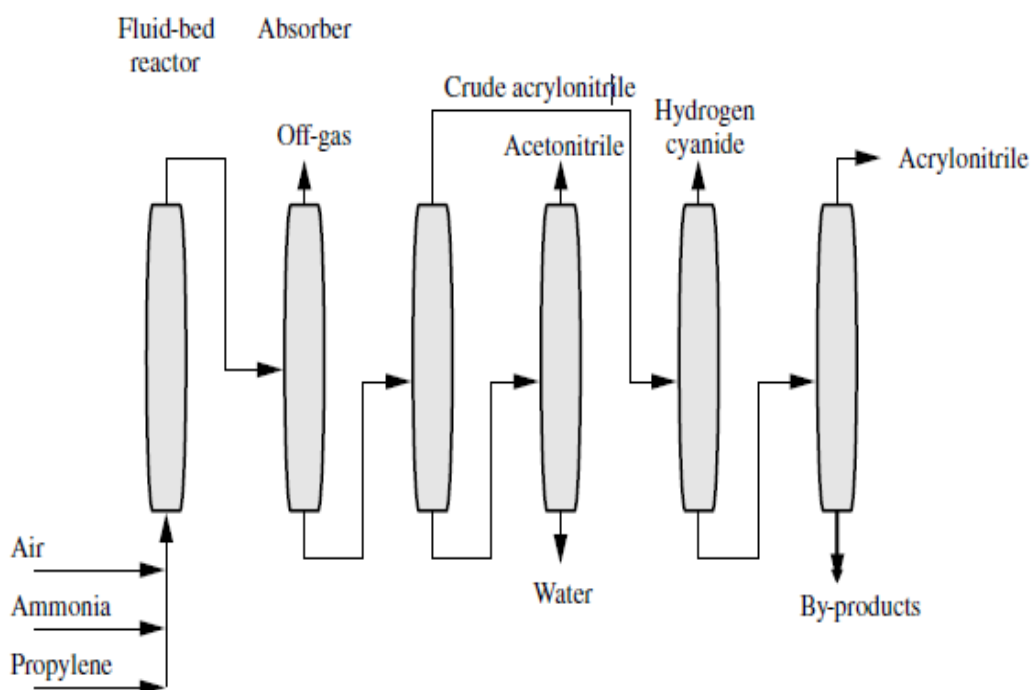 Fluid-bed
reactor
Absorber
Crude acrylonitrile
Off-gas
Acetonitrile
Hydrogen
cyanide
Acrylonitrile
Air
Ammonia
Propylene
Water
By-products